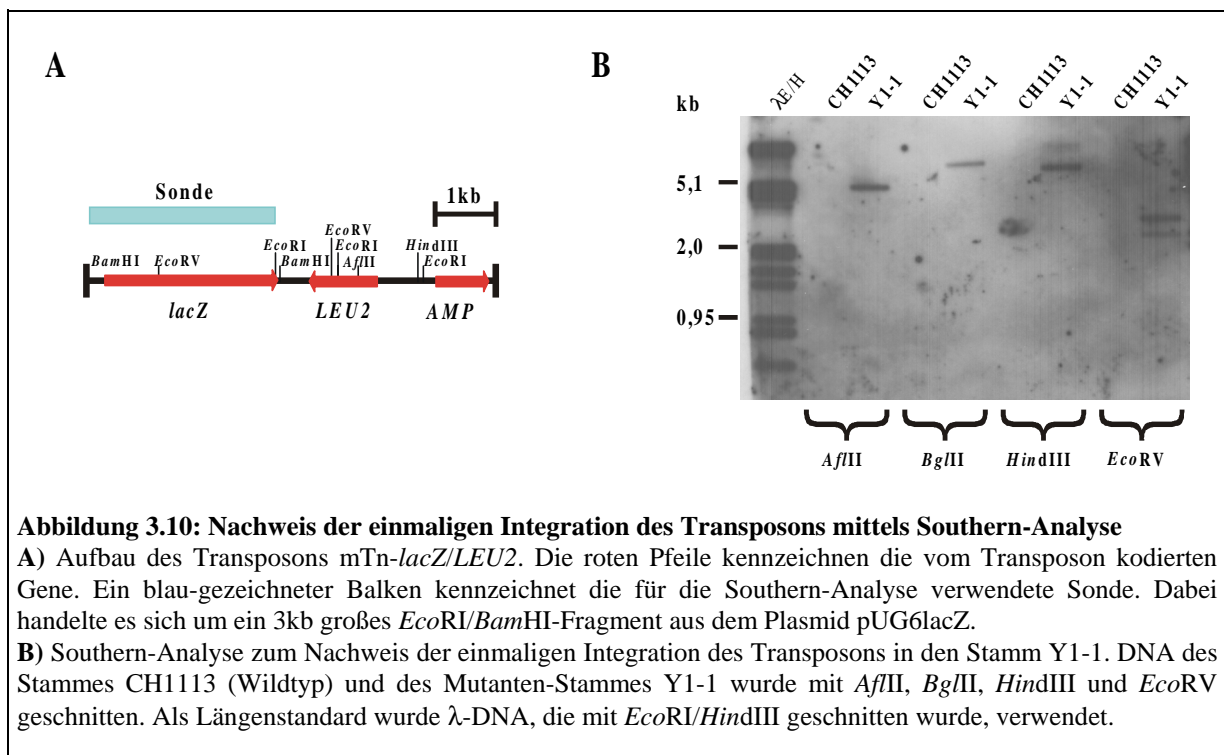 A
B
kb
λE/H
CH1113
Y1-1
CH1113
Y1-1
CH1113
Y1-1
CH1113
Y1-1
5,1
2,0
0,95
Sonde
1kb
BamHI
EcoRV
EcoRI
BamHI
EcoRV
EcoRI
AflII
HindIII
EcoRI
lacZ
LEU2
AMP
AflII
BglII
HindIII
EcoRV
Abbildung 3.10: Nachweis der einmaligen Integration des Transposons mittels Southern-Analyse
A) Aufbau des Transposons mTn-lacZ/LEU2. Die roten Pfeile kennzeichnen die vom Transposon kodierten
Gene. Ein blau-gezeichneter Balken kennzeichnet die für die Southern-Analyse verwendete Sonde. Dabei
handelte es sich um ein 3kb großes EcoRI/BamHI-Fragment aus dem Plasmid pUG6lacZ.
B) Southern-Analyse zum Nachweis der einmaligen Integration des Transposons in den Stamm Y1-1. DNA des
Stammes CH1113 (Wildtyp) und des Mutanten-Stammes Y1-1 wurde mit AflII, BglII, HindIII und EcoRV
geschnitten. Als Längenstandard wurde λ-DNA, die mit EcoRI/HindIII geschnitten wurde, verwendet.